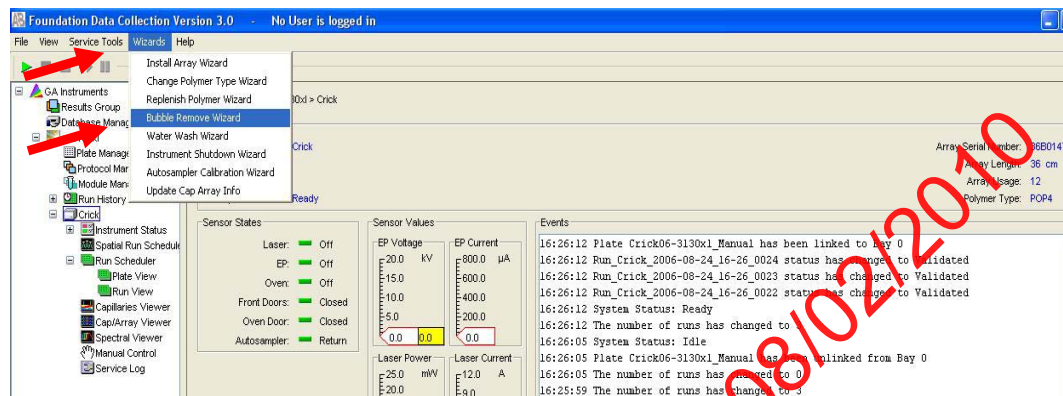 Foundation Data Collection Version 3.0 - No User is logged in
File View Service Tools Wizards Help
Install Array Wizard
Change Polymer Type Wizard
Replenish Polymer Wizard
Bubble Remove Wizard
Water Wash Wizard
Instrument Shutdown Wizard
Autosampler Calibration Wizard
Update Cap Array Info
GA Instruments
Results Group
Database Manag
Plate Manage
Protocol Mar
Module Man
Run History
Crick
Instrument Status
Spatial Run Schedule
Run Scheduler
Plate View
Run View
Capillaries Viewer
Cap/Array Viewer
Spectral Viewer
Manual Control
Service Log
> Crick
Crick
Ready
Array Serial Number:
Array Length: 36 cm
Array Usage: 12
Polymer Type: POP4
Sensor States
Laser: Off
EP: Off
Oven: Off
Front Doors: Closed
Oven Door: Closed
Autosampler: Return
Sensor Values
EP Voltage
20.0 kV
15.0
10.0
5.0
0.0 0.0
EP Current
800.0 µA
600.0
400.0
200.0
0.0
Laser Power
25.0 mW
20.0
Laser Current
12.0 A
9.0
Events
16:26:12 Plate Crick06-3130xl_Manual has been linked to Bay 0
16:26:12 Run_Crick_2006-08-24_16-26_0024 status has changed to Validated
16:26:12 Run_Crick_2006-08-24_16-26_0023 status has changed to Validated
16:26:12 Run_Crick_2006-08-24_16-26_0022 status has changed to Validated
16:26:12 System Status: Ready
16:26:12 The number of runs has changed to
16:26:05 System Status: Idle
16:26:05 Plate Crick06-3130xl_Manual has been unlinked from Bay 0
16:26:05 The number of runs has changed to 0
16:25:59 The number of runs has changed to 3
08/02/2010